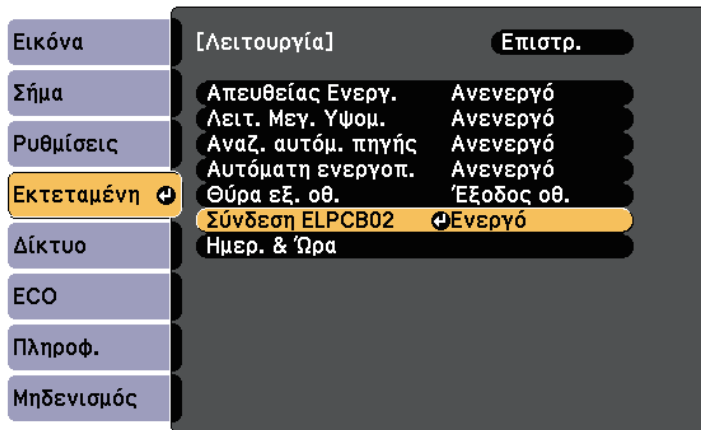 Εικόνα
Σήμα
Ρυθμίσεις
Εκτεταμένη
Δίκτυο
ECO
Πληροφ.
Μηδενισμός
[Λειτουργία] Επιστρ.
Απευθείας Ενεργ. Ανενεργό
Λειτ. Μεγ. Υψομ. Ανενεργό
Αναζ. αυτόμ. πηγής Ανενεργό
Αυτόματη ενεργοπ. Ανενεργό
Θύρα εξ. οθ. Έξοδος οθ.
Σύνδεση ELPCB02 Ενεργό
Ημερ. & Ώρα